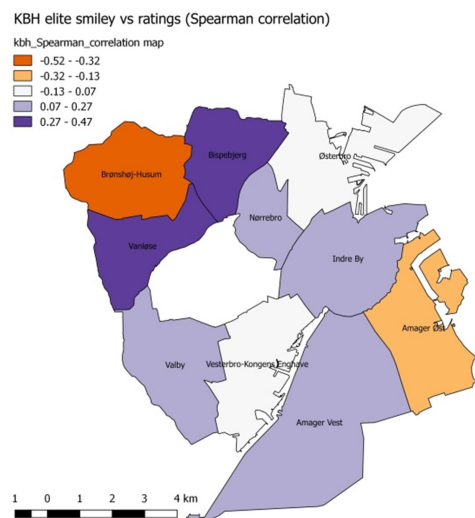 KBH elite smiley vs ratings (Spearman correlation)
kbh_Spearman_correlation map
-0.52 - -0.32
-0.32 - -0.13
-0.13 - 0.07
0.07 - 0.27
0.27 - 0.47
Bispebjerg
Østerbro
Brønshøj-Husum
Nørrebro
Vanløse
Indre By
Amager Øst
Valby
Vesterbro-Kongens Enghave
Amager Vest
1 0 1 2 3 4 km